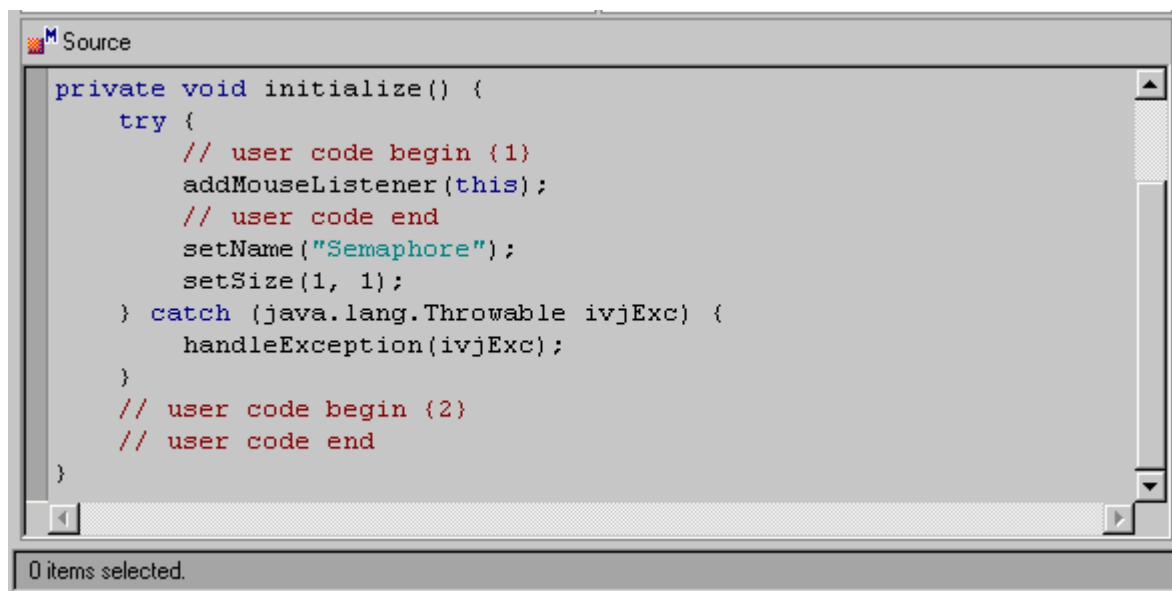 M Source
private void initialize() {
    try {
        // user code begin {1}
        addMouseListener(this);
        // user code end
        setName("Semaphore");
        setSize(1, 1);
    } catch (java.lang.Throwable ivjExc) {
        handleException(ivjExc);
    }
    // user code begin {2}
    // user code end
}
0 items selected.